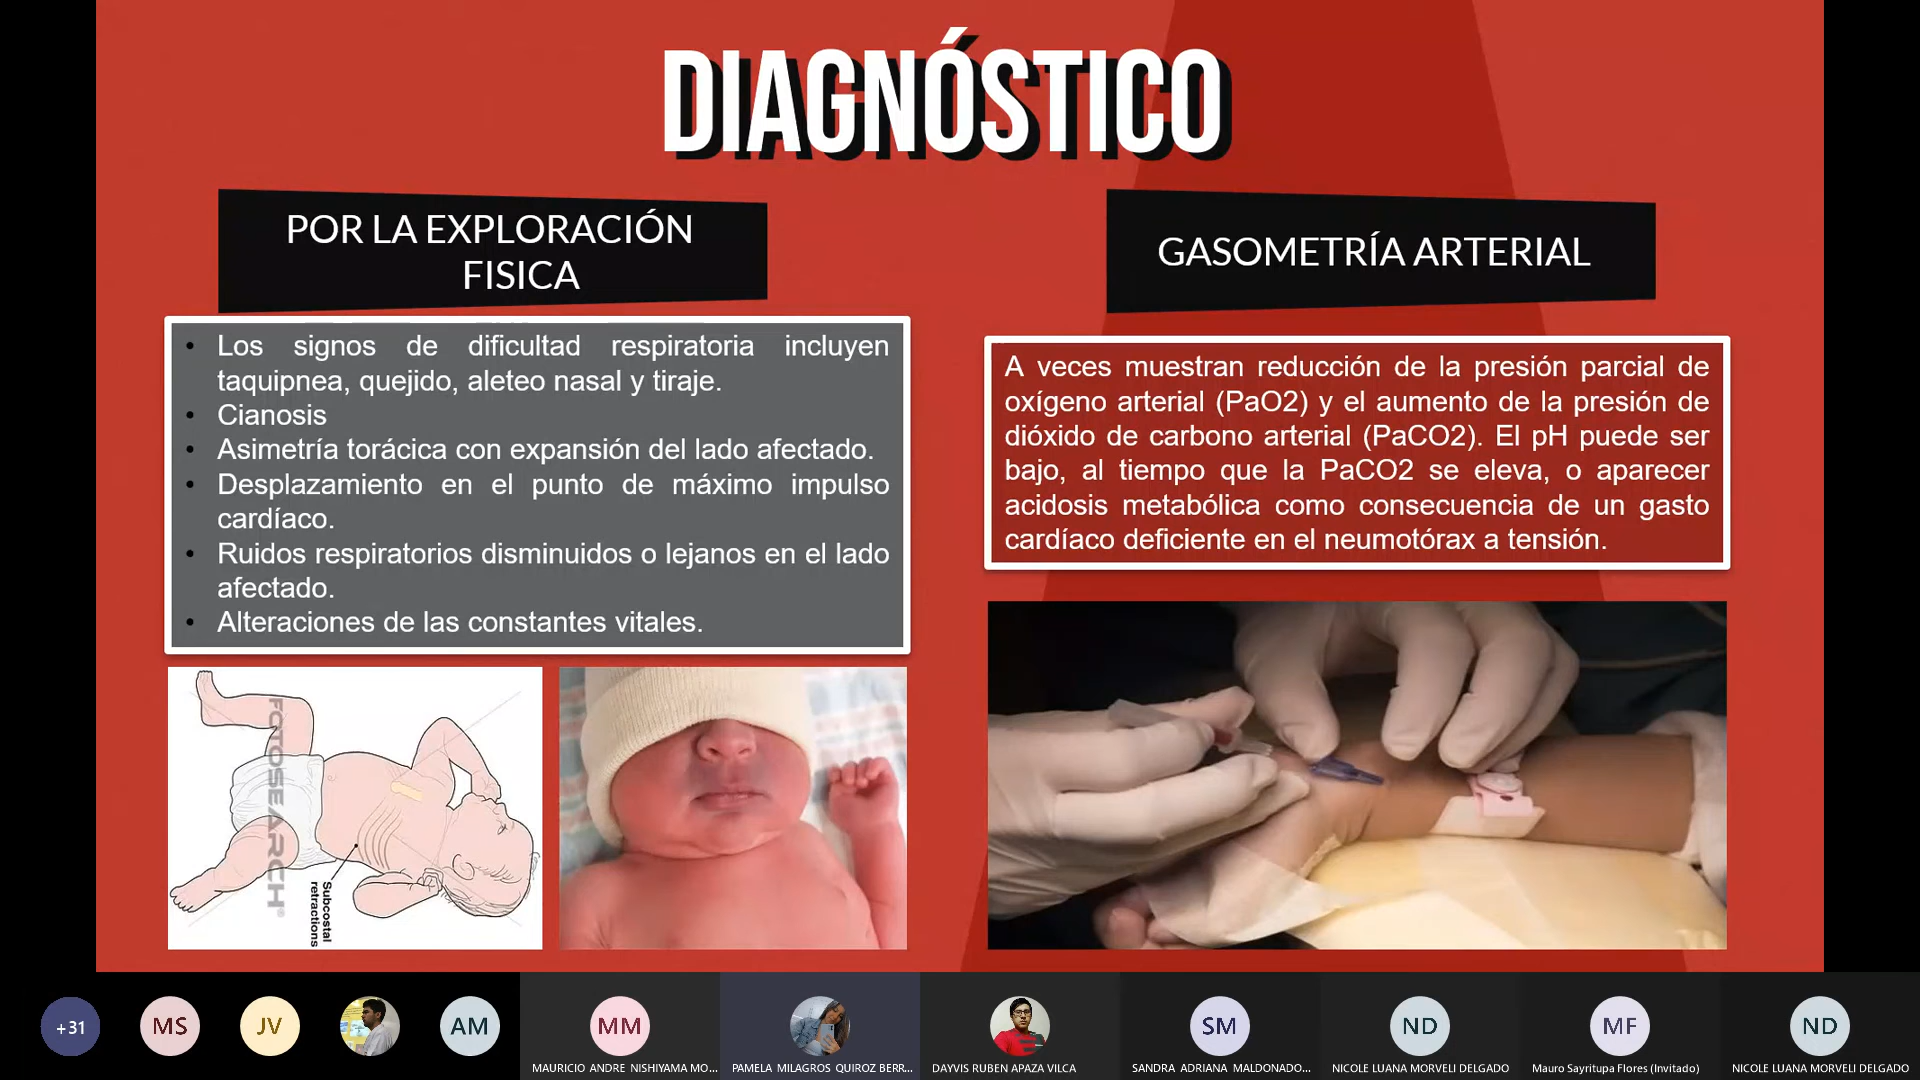 DIAGNÓSTICO
POR LA EXPLORACIÓN
FISICA
Los signos de dificultad respiratoria incluyen
taquipnea, quejido, aleteo nasal y tiraje.
Cianosis
Asimetría torácica con expansión del lado afectado.
Desplazamiento en el punto de máximo impulso
cardíaco.
Ruidos respiratorios disminuidos o lejanos en el lado
afectado.
Alteraciones de las constantes vitales.
FOTOSEARCH®
Subcostal
retractions
GASOMETRÍA ARTERIAL
A veces muestran reducción de la presión parcial de
oxígeno arterial (PaO2) y el aumento de la presión de
dióxido de carbono arterial (PaCO2). El pH puede ser
bajo, al tiempo que la PaCO2 se eleva, o aparecer
acidosis metabólica como consecuencia de un gasto
cardíaco deficiente en el neumotórax a tensión.
+31
MS
JV
AM
MM
MAURICIO ANDRE NISHIYAMA MO...
PAMELA MILAGROS QUIROZ BERR...
DAYVIS RUBEN APAZA VILCA
SM
SANDRA ADRIANA MALDONADO...
ND
NICOLE LUANA MORVELI DELGADO
MF
Mauro Sayritupa Flores (Invitado)
ND
NICOLE LUANA MORVELI DELGADO